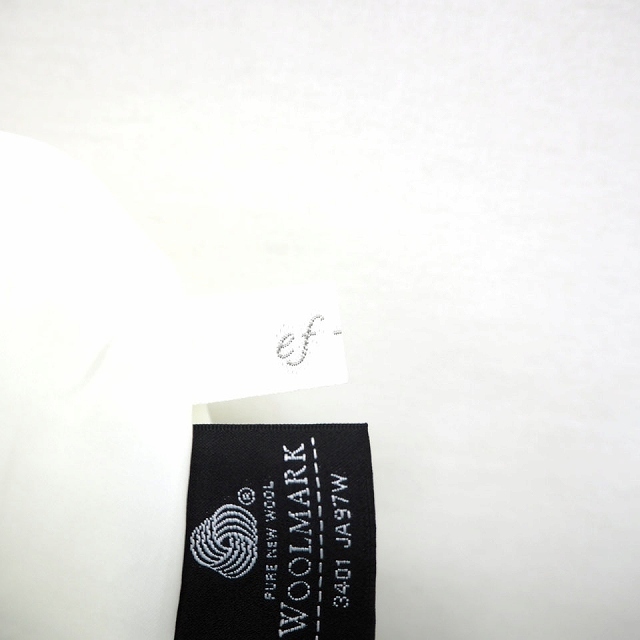 ef -
®
PURE NEW WOOL
WOOLMARK
3401 JA97W